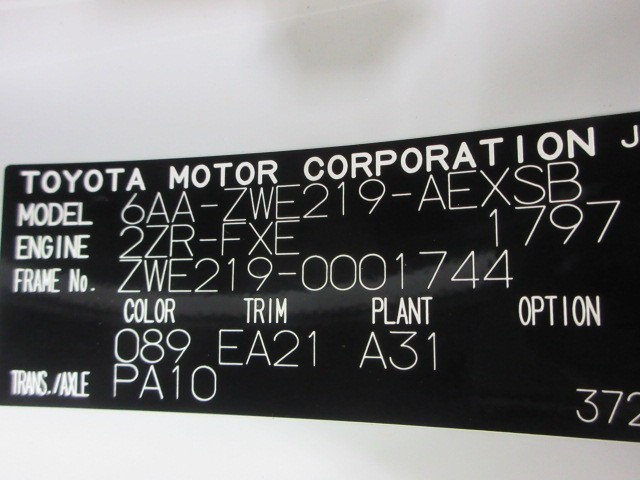 TOYOTA MOTOR CORPORATION J
MODEL 6AA-ZWE219-AEXSB
ENGINE 2ZR-FXE 1797
FRAME No. ZWE219-0001744
COLOR TRIM PLANT OPTION
089 EA21 A31
TRANS./AXLE PA10
372